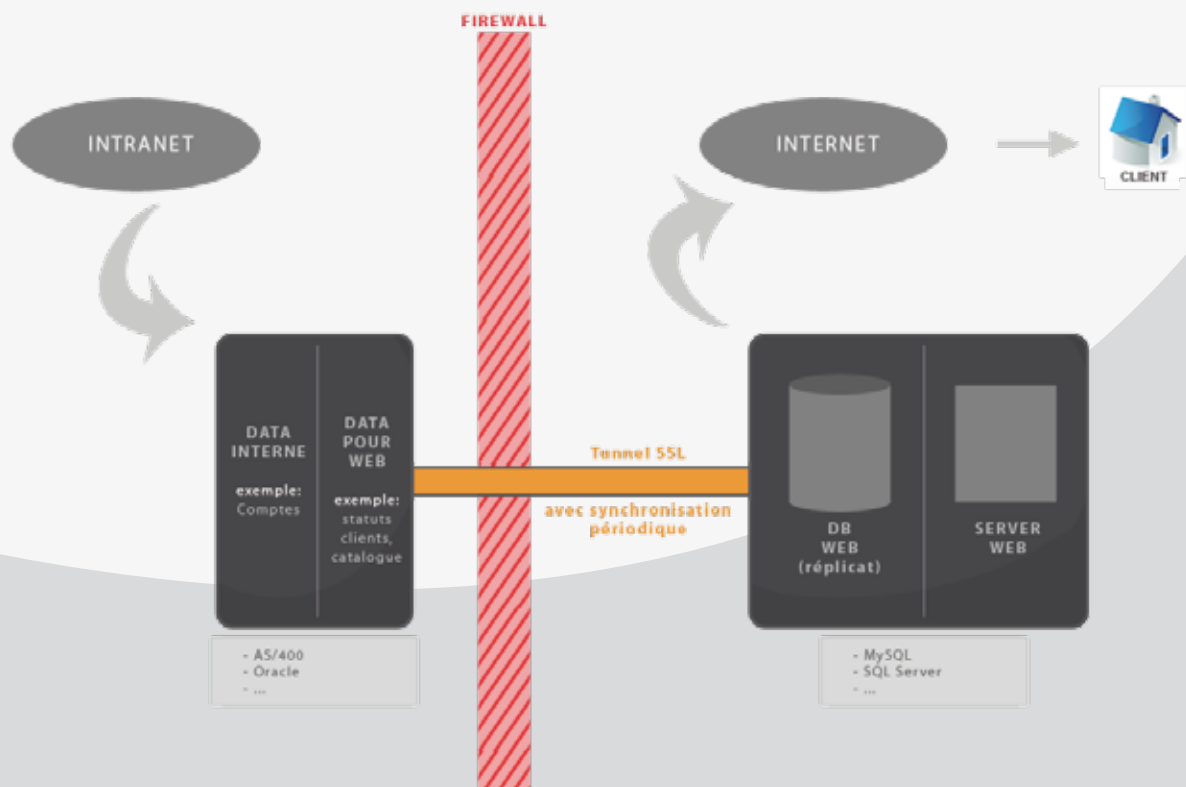 FIREWALL
INTRANET
INTERNET
CLIENT
DATA
INTERNE
exemple:
Comptes
DATA
POUR
WEB
exemple:
statuts
clients,
catalogue
Tunnel SSL
avec synchronisation
périodique
DB
WEB
(réplicat)
SERVER
WEB
- AS/400
- Oracle
- ...
- MySQL
- SQL Server
- ...